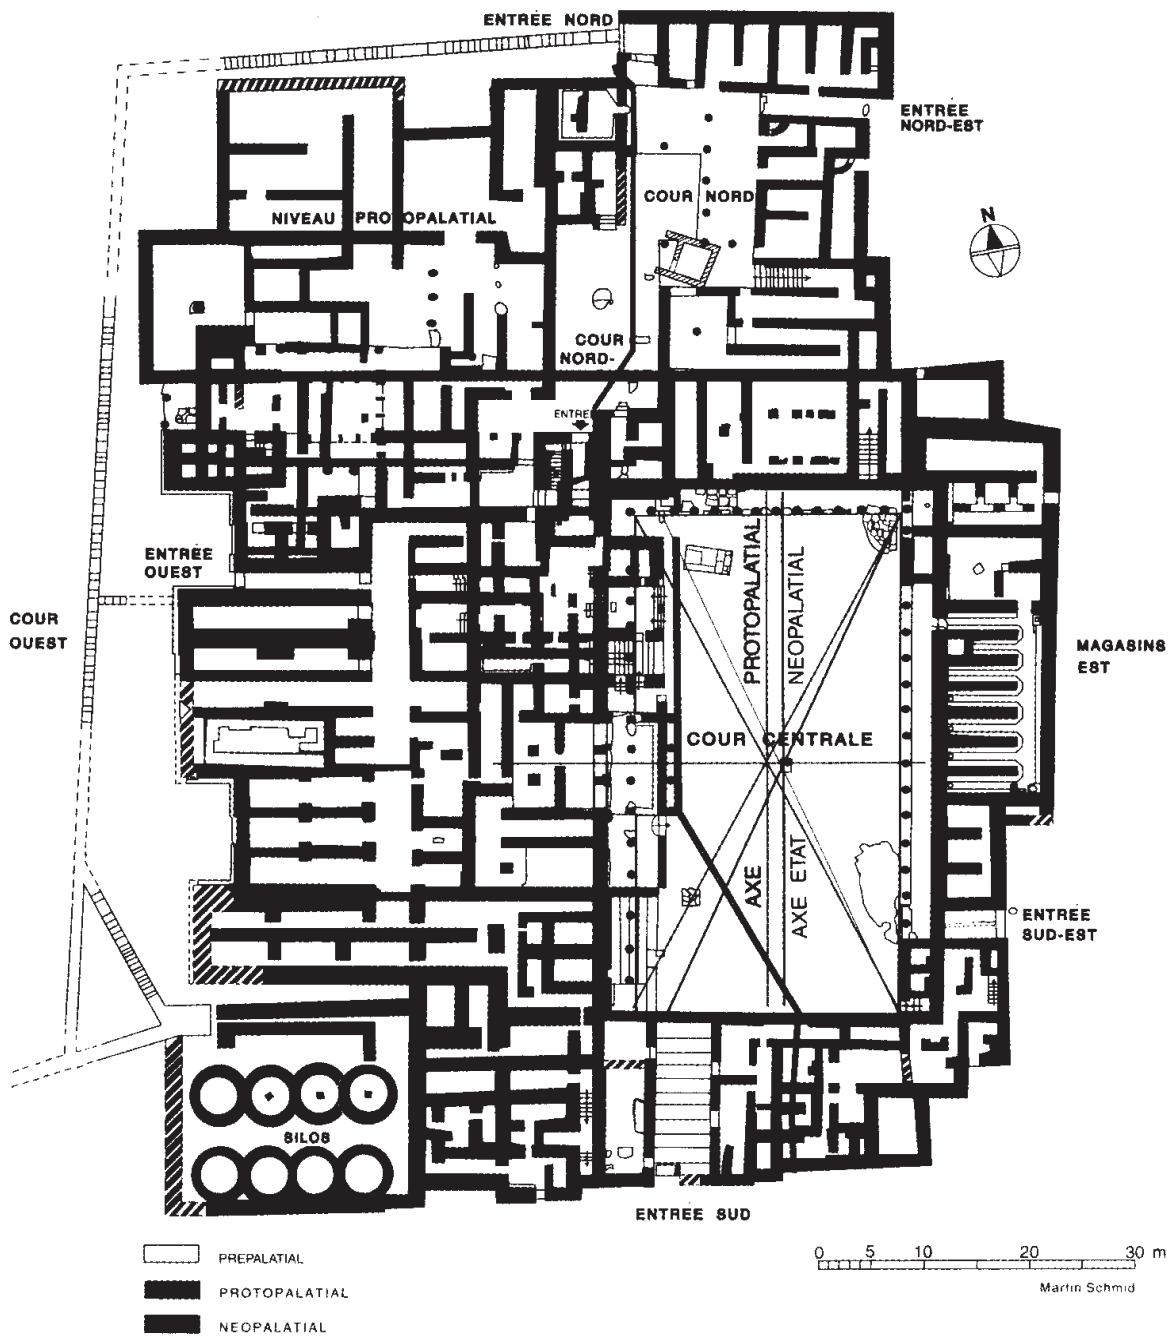 ENTRÉE NORD
ENTRÉE
NORD-EST
COUR NORD
NIVEAU PROTOPALATIAL
N
COUR
NORD-
ENTRÉE
PROTOPALATIAL
NEOPALATIAL
ENTRÉE
OUEST
COUR
OUEST
MAGASINS
EST
COUR CENTRALE
AXE
AXE ETAT
ENTRÉE
SUD-EST
SILOS
ENTRÉE SUD
PREPALATIAL
PROTOPALATIAL
NEOPALATIAL
0 5 10 20 30 m
Martin Schmid